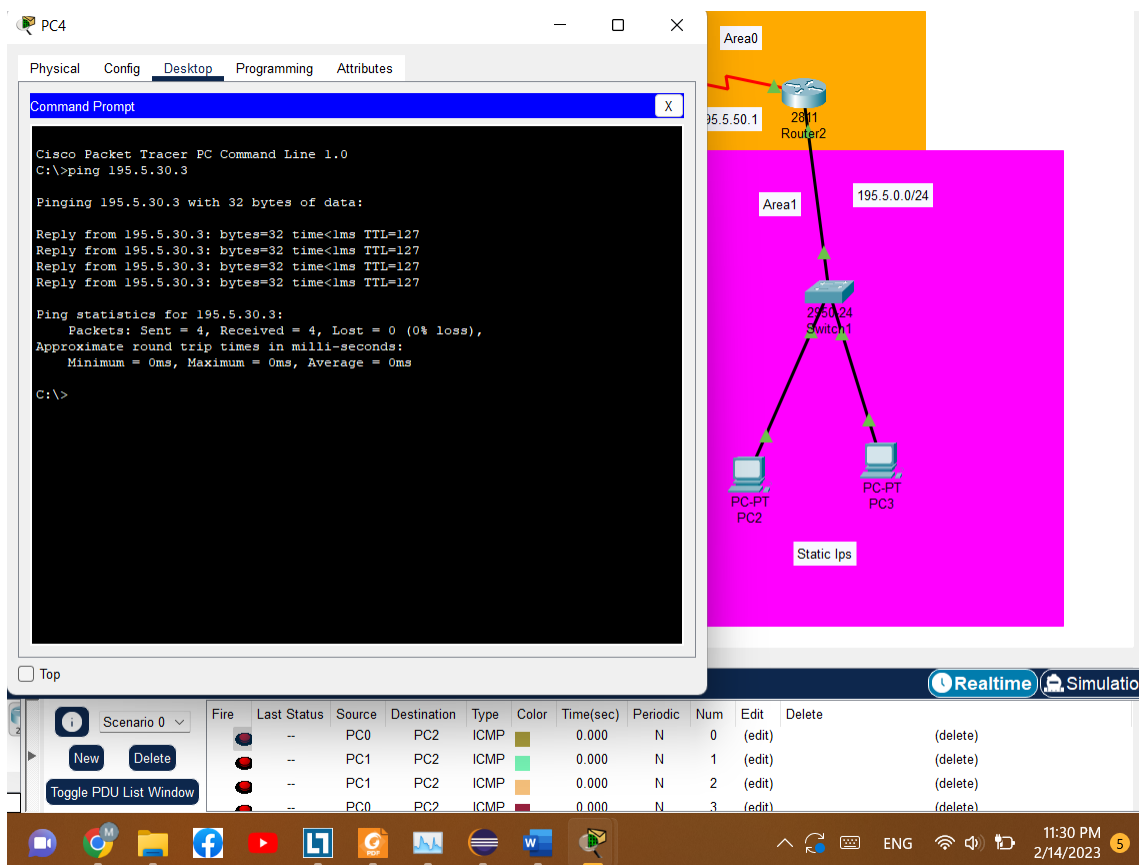 PC4
Physical Config Desktop Programming Attributes
Command Prompt
X
Cisco Packet Tracer PC Command Line 1.0
C:\>ping 195.5.30.3
Pinging 195.5.30.3 with 32 bytes of data:
Reply from 195.5.30.3: bytes=32 time<1ms TTL=127
Reply from 195.5.30.3: bytes=32 time<1ms TTL=127
Reply from 195.5.30.3: bytes=32 time<1ms TTL=127
Reply from 195.5.30.3: bytes=32 time<1ms TTL=127
Ping statistics for 195.5.30.3:
Packets: Sent = 4, Received = 4, Lost = 0 (0% loss),
Approximate round trip times in milli-seconds:
Minimum = 0ms, Maximum = 0ms, Average = 0ms
C:\>
Top
Area0
95.5.50.1
2811
Router2
Area1
195.5.0.0/24
2950-24
Switch1
PC-PT
PC2
PC-PT
PC3
Static Ips
Realtime
Simulatio
Scenario 0
New Delete
Toggle PDU List Window
Fire Last Status Source Destination Type Color Time(sec) Periodic Num Edit Delete
-- PC0 PC2 ICMP 0.000 N 0 (edit) (delete)
-- PC1 PC2 ICMP 0.000 N 1 (edit) (delete)
-- PC1 PC2 ICMP 0.000 N 2 (edit) (delete)
-- PC0 PC2 ICMP 0.000 N 3 (edit) (delete)
M
PDF
W
ENG
11:30 PM
2/14/2023
5